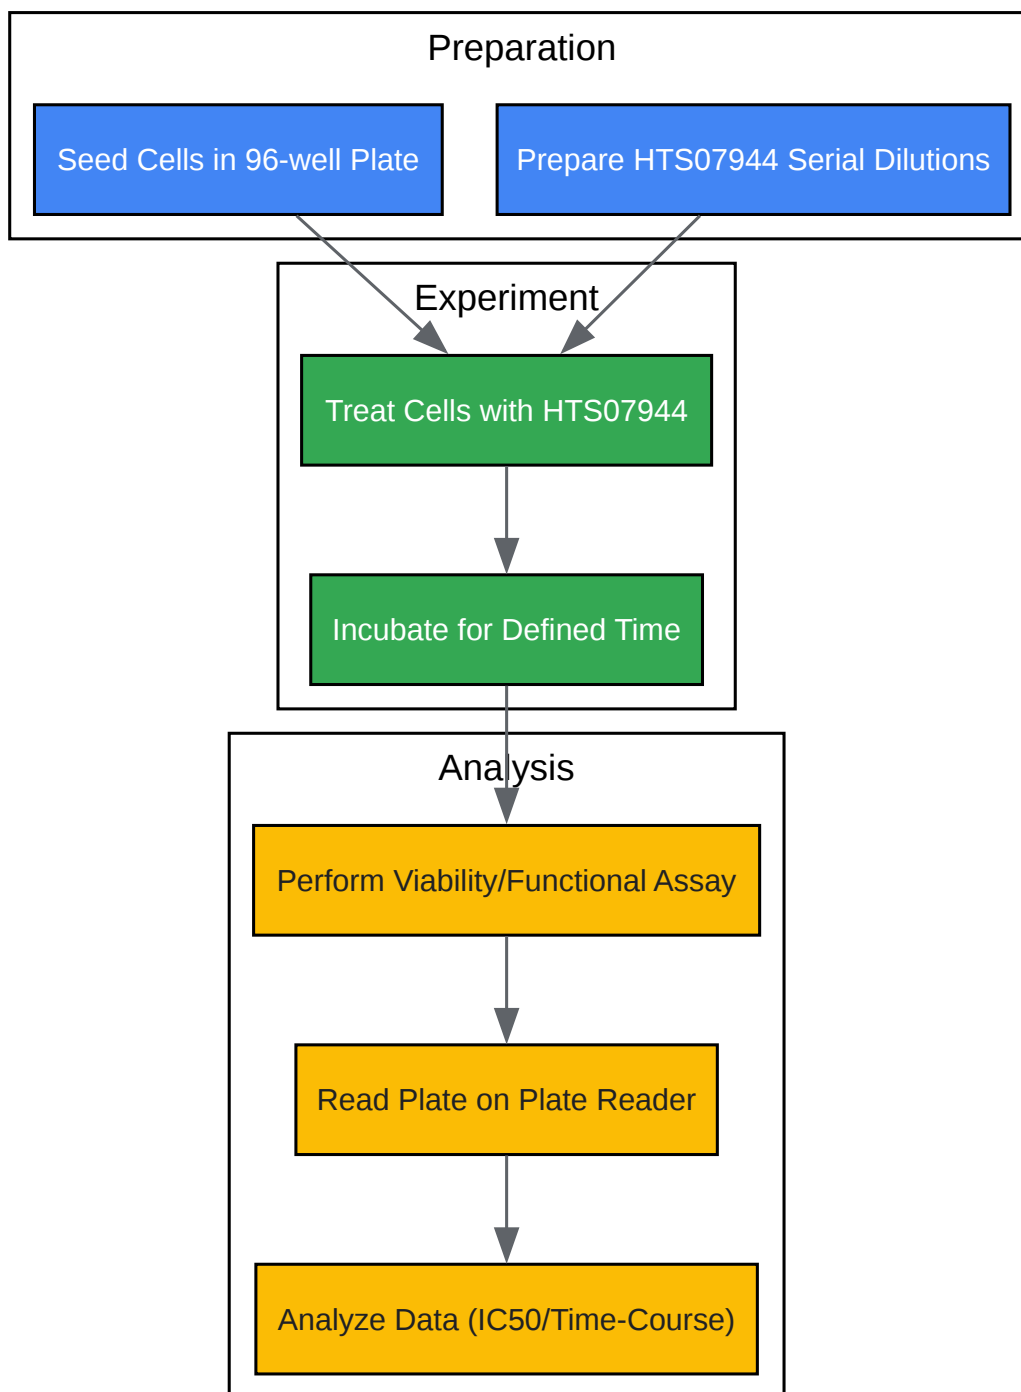 Preparation
Seed Cells in 96-well Plate
Prepare HTS07944 Serial Dilutions
Experiment
Treat Cells with HTS07944
Incubate for Defined Time
Analysis
Perform Viability/Functional Assay
Read Plate on Plate Reader
Analyze Data (IC50/Time-Course)